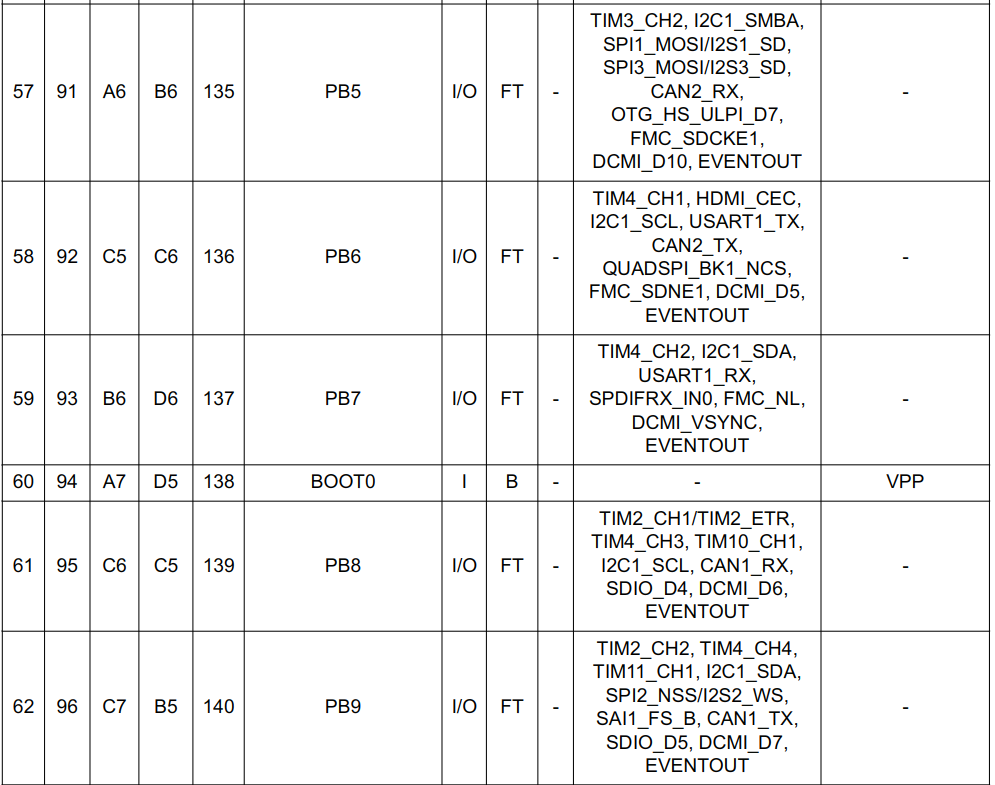 57 91 A6 B6 135 PB5 I/O FT - TIM3_CH2, I2C1_SMBA,
SPI1_MOSI/I2S1_SD,
SPI3_MOSI/I2S3_SD,
CAN2_RX,
OTG_HS_ULPI_D7,
FMC_SDCKE1,
DCMI_D10, EVENTOUT -
58 92 C5 C6 136 PB6 I/O FT - TIM4_CH1, HDMI_CEC,
I2C1_SCL, USART1_TX,
CAN2_TX,
QUADSPI_BK1_NCS,
FMC_SDNE1, DCMI_D5,
EVENTOUT -
59 93 B6 D6 137 PB7 I/O FT - TIM4_CH2, I2C1_SDA,
USART1_RX,
SPDIFRX_IN0, FMC_NL,
DCMI_VSYNC,
EVENTOUT -
60 94 A7 D5 138 BOOT0 I B - - VPP
61 95 C6 C5 139 PB8 I/O FT - TIM2_CH1/TIM2_ETR,
TIM4_CH3, TIM10_CH1,
I2C1_SCL, CAN1_RX,
SDIO_D4, DCMI_D6,
EVENTOUT -
62 96 C7 B5 140 PB9 I/O FT - TIM2_CH2, TIM4_CH4,
TIM11_CH1, I2C1_SDA,
SPI2_NSS/I2S2_WS,
SAI1_FS_B, CAN1_TX,
SDIO_D5, DCMI_D7,
EVENTOUT -